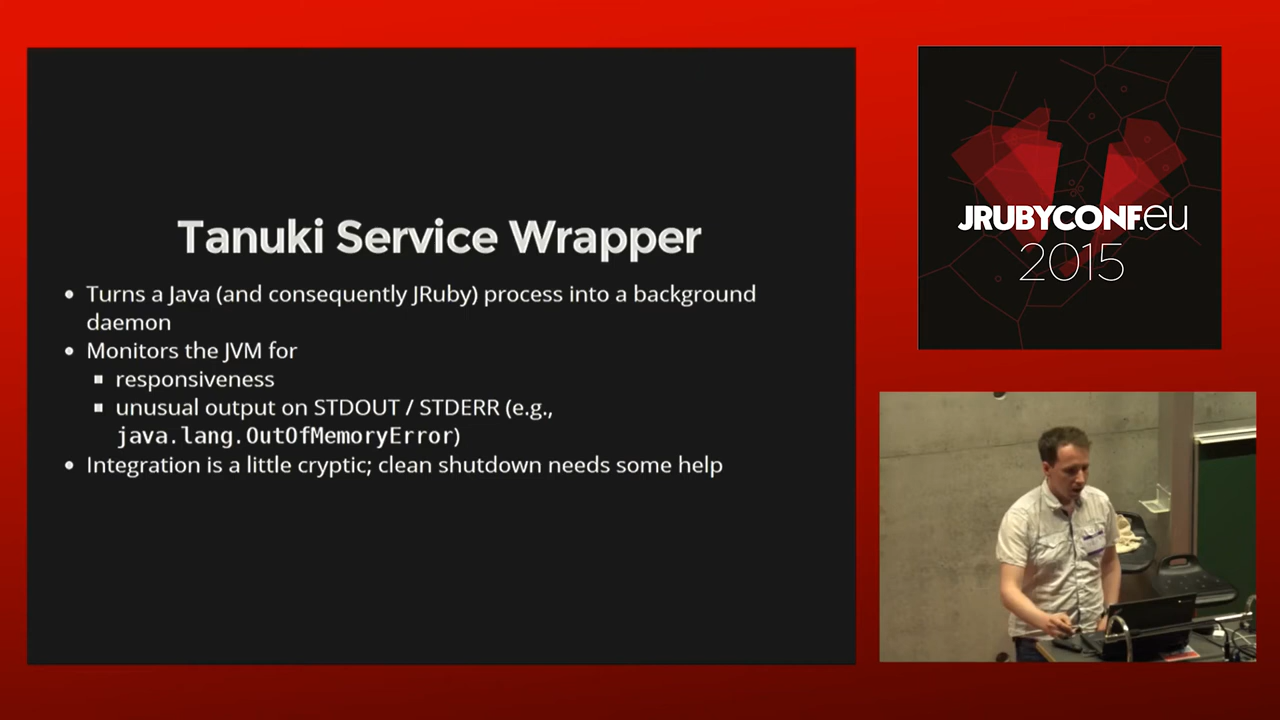 Tanuki Service Wrapper
Turns a Java (and consequently JRuby) process into a background
daemon
Monitors the JVM for
responsiveness
unusual output on STDOUT / STDERR (e.g.,
java.lang.OutOfMemoryError)
Integration is a little cryptic; clean shutdown needs some help
JRUBYCONF.eu
2015